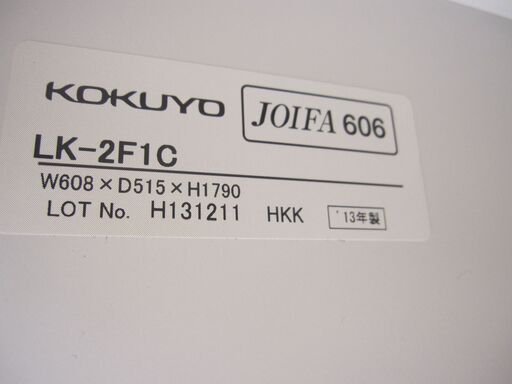 KOKUYO JOIFA 606
LK-2F1C
W608×D515×H1790
LOT No. H131211 HKK '13年製